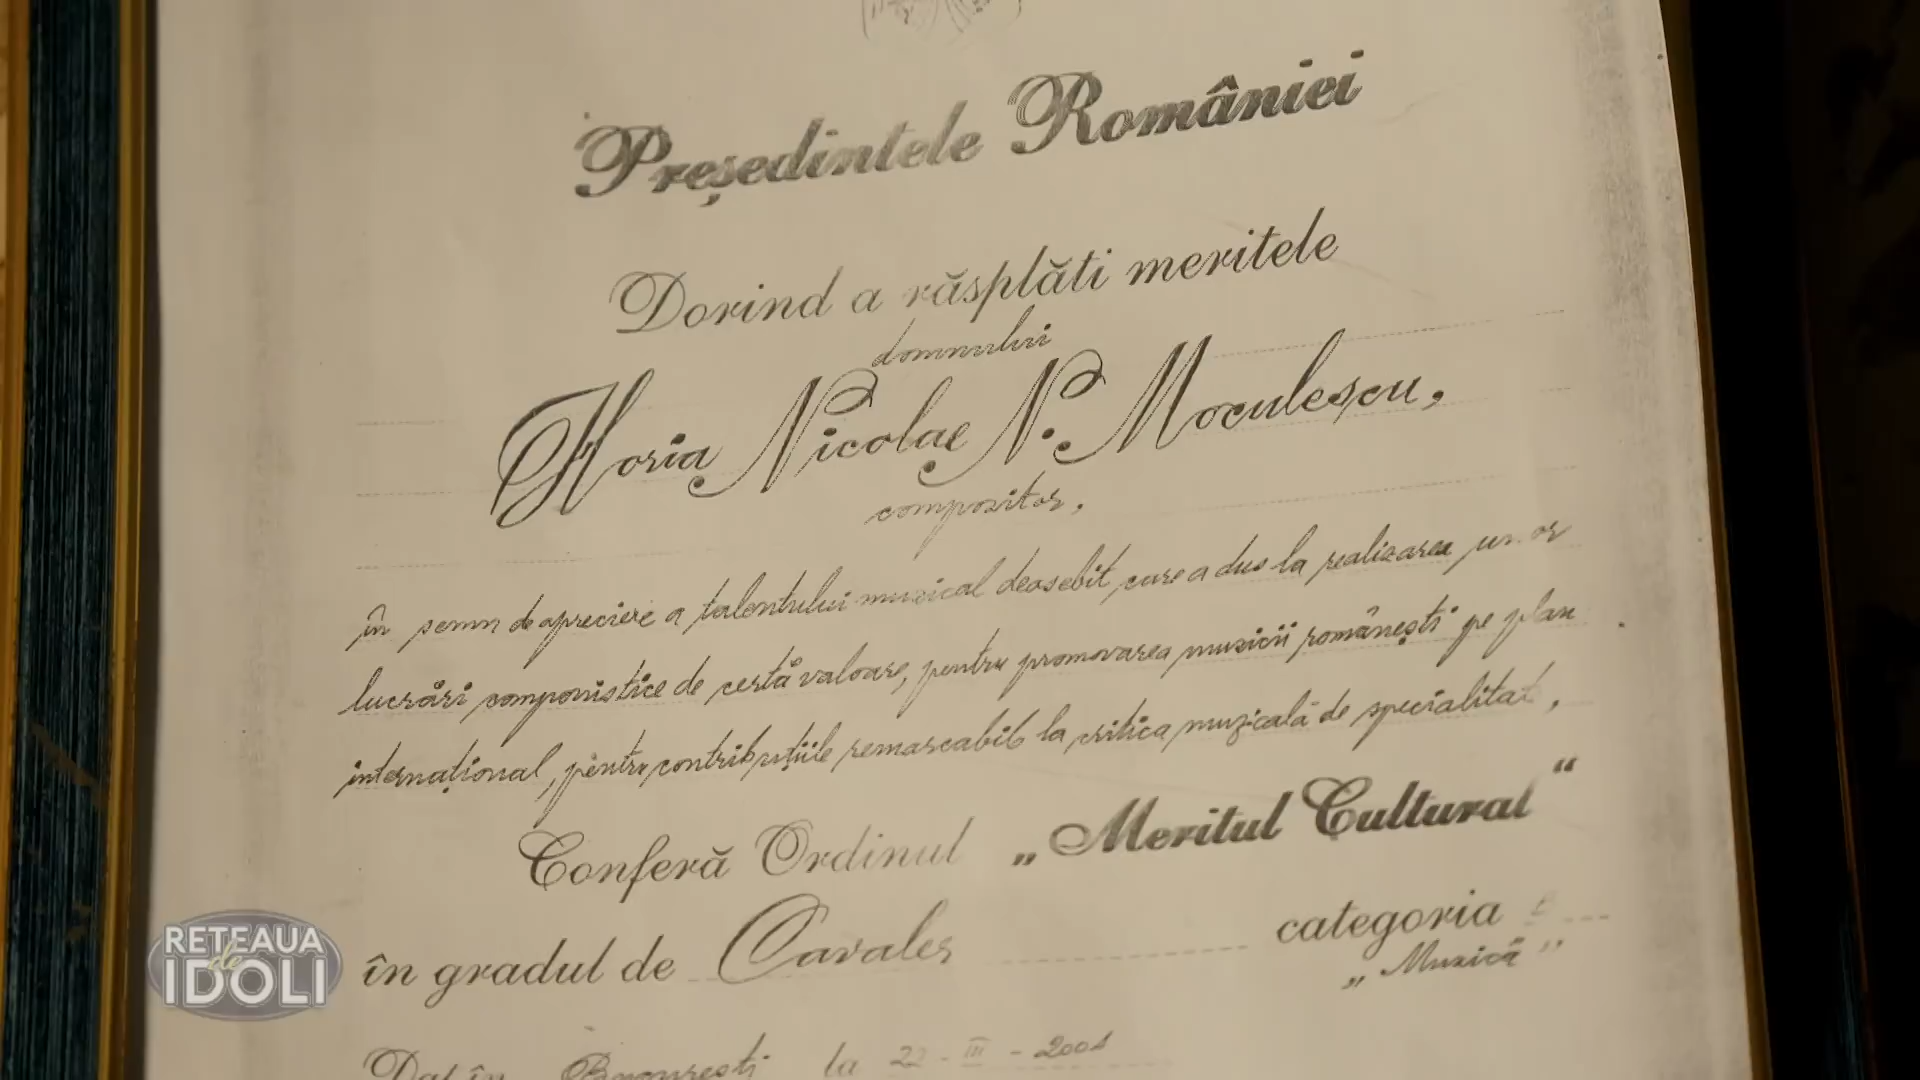 Președintele României
Dorind a răsplăti meritele
domnului
Horia Nicolae N. Moculescu,
compozitor,
în semn de apreciere a talentului muzical deosebit, care a dus la realizarea unor
lucrări componistice de certă valoare, pentru promovarea muzicii românești pe plan
internațional, pentru contribuțiile remarcabile la critica muzicală de specialitate,
Conferă Ordinul „Meritul Cultural“
în gradul de Cavaler categoria
„Muzică”
Dat în București la 22 - III - 2004
RETEAUA
de
IDOLI